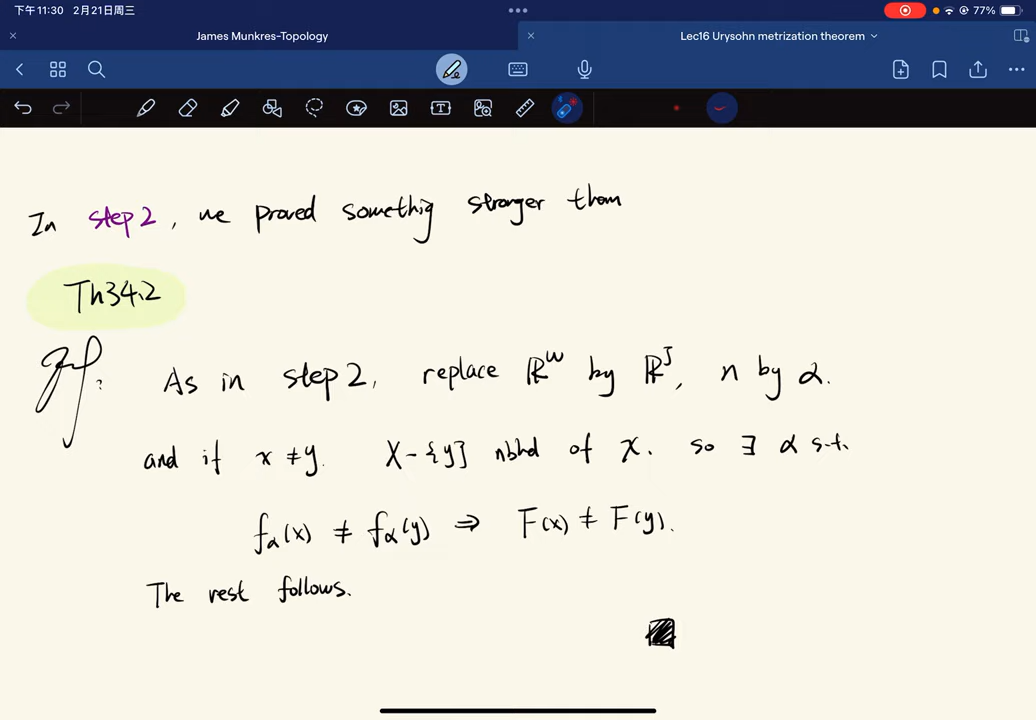 下午11:30 2月21日周三
77%
James Munkres-Topology
Lec16 Urysohn metrization theorem
In step 2, we proved somethig stronger than
Th34.2
proof:
As in step 2, replace ℝ^ω by ℝ^J, n by α.
and if x ≠ y. X-{y} nbhd of x. so ∃ α s.t.
f_α(x) ≠ f_α(y) ⇒ F(x) ≠ F(y).
The rest follows.